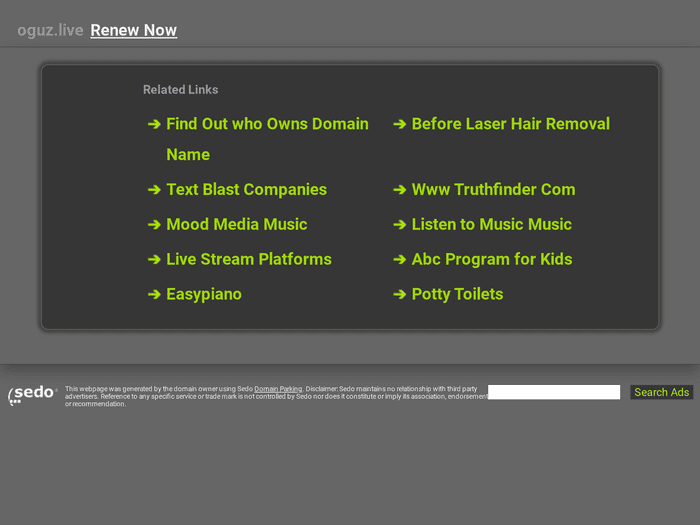 oguz.live Renew Now
Related Links
➔ Find Out who Owns Domain Name
➔ Before Laser Hair Removal
➔ Text Blast Companies
➔ Www Truthfinder Com
➔ Mood Media Music
➔ Listen to Music Music
➔ Live Stream Platforms
➔ Abc Program for Kids
➔ Easypiano
➔ Potty Toilets
sedo
This webpage was generated by the domain owner using Sedo Domain Parking. Disclaimer: Sedo maintains no relationship with third party
advertisers. Reference to any specific service or trade mark is not controlled by Sedo nor does it constitute or imply its association, endorsement
or recommendation.
Search Ads